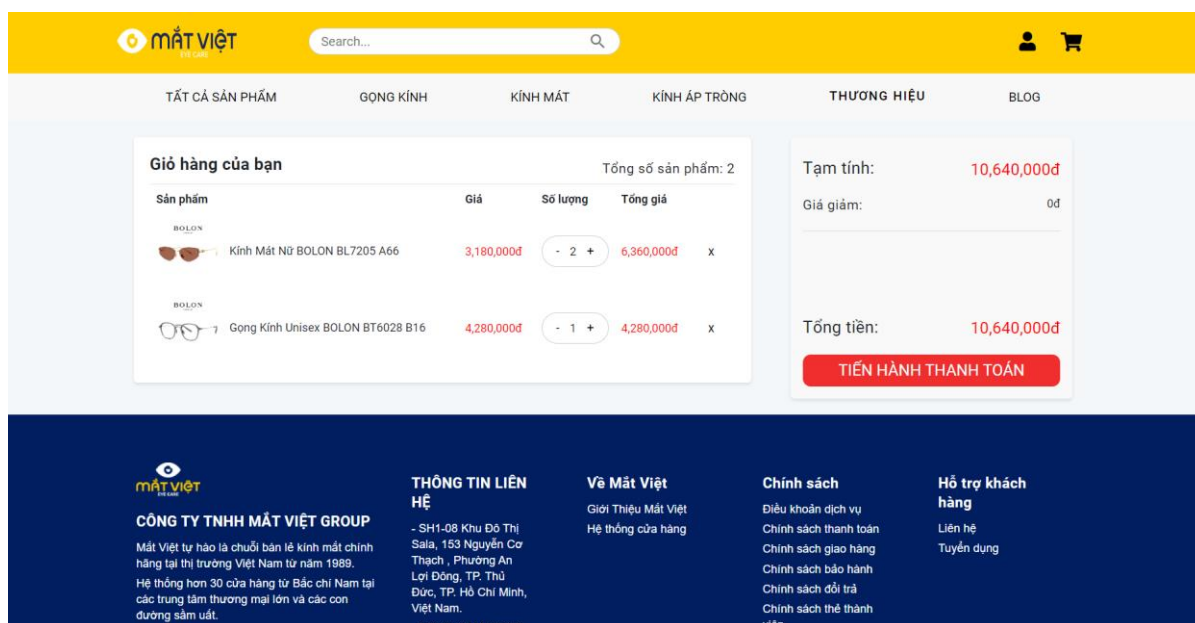 MẮT VIỆT
EYE CARE
Search...
TẤT CẢ SẢN PHẨM
GỌNG KÍNH
KÍNH MÁT
KÍNH ÁP TRÒNG
THƯƠNG HIỆU
BLOG
Giỏ hàng của bạn
Tổng số sản phẩm: 2
Sản phẩm Giá Số lượng Tổng giá
BOLON
Kính Mát Nữ BOLON BL7205 A66 3,180,000đ - 2 + 6,360,000đ x
BOLON
Gọng Kính Unisex BOLON BT6028 B16 4,280,000đ - 1 + 4,280,000đ x
Tạm tính: 10,640,000đ
Giá giảm: 0đ
Tổng tiền: 10,640,000đ
TIẾN HÀNH THANH TOÁN
MẮT VIỆT
EYE CARE
CÔNG TY TNHH MẮT VIỆT GROUP
Mắt Việt tự hào là chuỗi bán lẻ kính mắt chính
hãng tại thị trường Việt Nam từ năm 1989.
Hệ thống hơn 30 cửa hàng từ Bắc chí Nam tại
các trung tâm thương mại lớn và các con
đường sầm uất.
THÔNG TIN LIÊN
HỆ
- SH1-08 Khu Đô Thị
Sala, 153 Nguyễn Cơ
Thạch , Phường An
Lợi Đông, TP. Thủ
Đức, TP. Hồ Chí Minh,
Việt Nam.
Về Mắt Việt
Giới Thiệu Mắt Việt
Hệ thống cửa hàng
Chính sách
Điều khoản dịch vụ
Chính sách thanh toán
Chính sách giao hàng
Chính sách bảo hành
Chính sách đổi trả
Chính sách thẻ thành
viên
Hỗ trợ khách
hàng
Liên hệ
Tuyển dụng